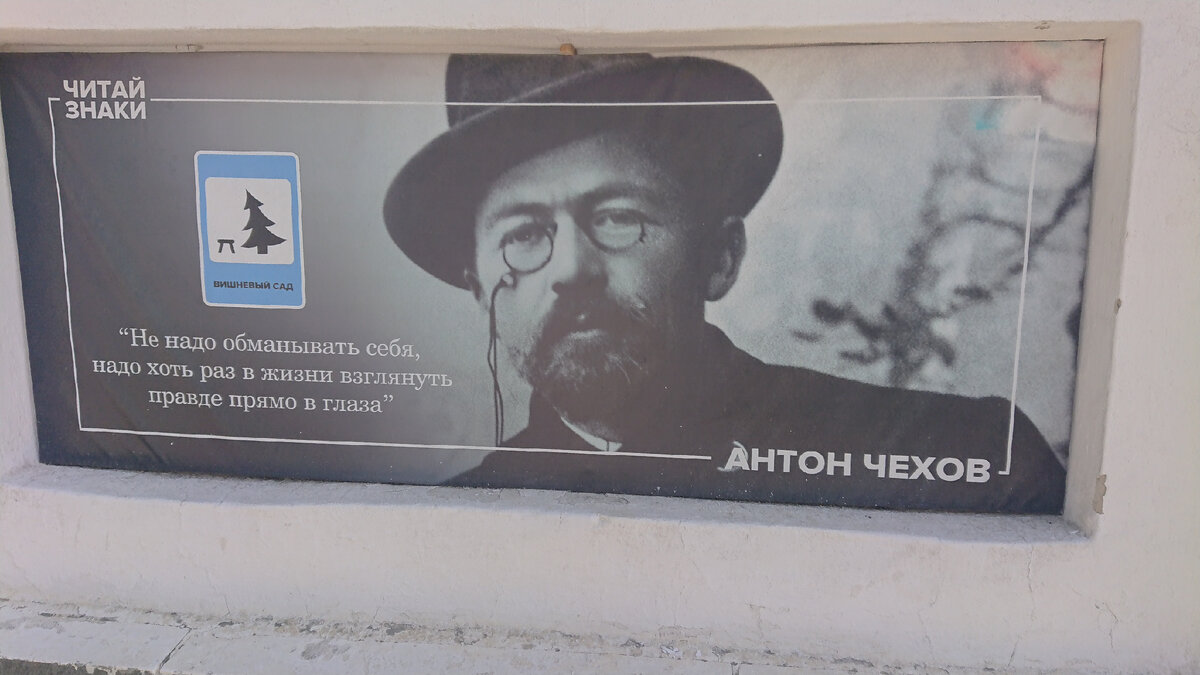 ЧИТАЙ
ЗНАКИ
ВИШНЕВЫЙ САД
“Не надо обманывать себя,
надо хоть раз в жизни взглянуть
правде прямо в глаза”
АНТОН ЧЕХОВ